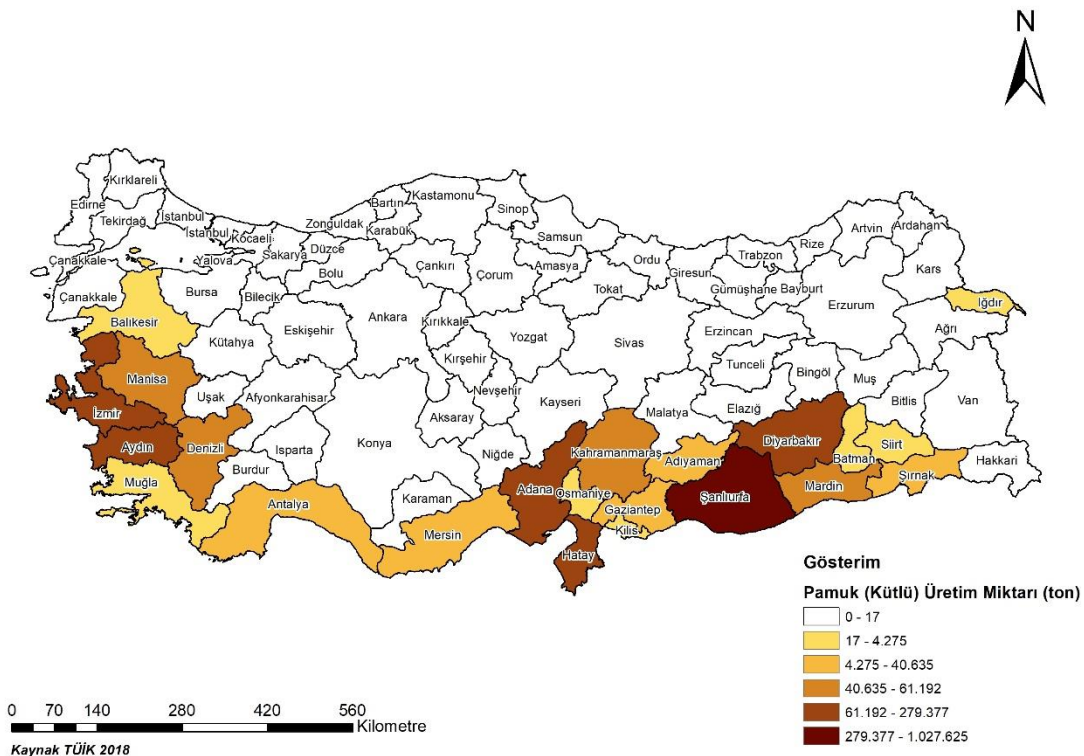 N
Kırklareli
Edirne
Tekirdağ
İstanbul
İstanbul
Kocaeli
Yalova
Sakarya
Düzce
Zonguldak
Bartın
Karabük
Kastamonu
Sinop
Samsun
Ordu
Giresun
Trabzon
Rize
Artvin
Ardahan
Kars
Çanakkale
Çanakkale
Bursa
Bilecik
Bolu
Çankırı
Çorum
Amasya
Tokat
Gümüşhane
Bayburt
Erzurum
Iğdır
Ağrı
Balıkesir
Kütahya
Eskişehir
Ankara
Kırıkkale
Yozgat
Sivas
Erzincan
Tunceli
Bingöl
Muş
Bitlis
Van
Manisa
Uşak
Afyonkarahisar
Kırşehir
Nevşehir
Aksaray
Kayseri
Malatya
Elazığ
Diyarbakır
Batman
Siirt
Hakkari
Şırnak
Mardin
İzmir
Aydın
Denizli
Isparta
Burdur
Konya
Niğde
Kahramanmaraş
Adıyaman
Şanlıurfa
Muğla
Antalya
Karaman
Mersin
Adana
Osmaniye
Gaziantep
Kilis
Hatay
Gösterim
Pamuk (Kütlü) Üretim Miktarı (ton)
0 - 17
17 - 4.275
4.275 - 40.635
40.635 - 61.192
61.192 - 279.377
279.377 - 1.027.625
0 70 140 280 420 560
Kilometre
Kaynak TÜİK 2018